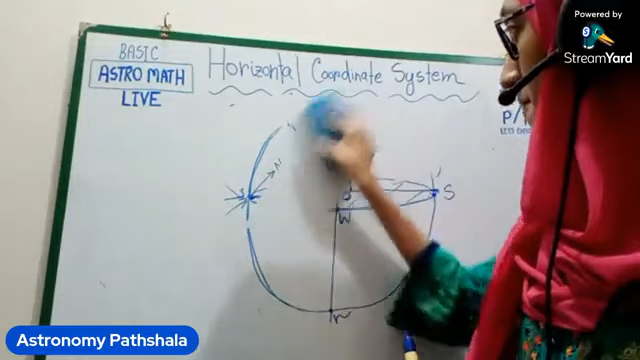 Powered by
StreamYard
BASIC
ASTRO MATH
LIVE
Horizontal Coordinate System
N
S
W
Astronomy Pathshala